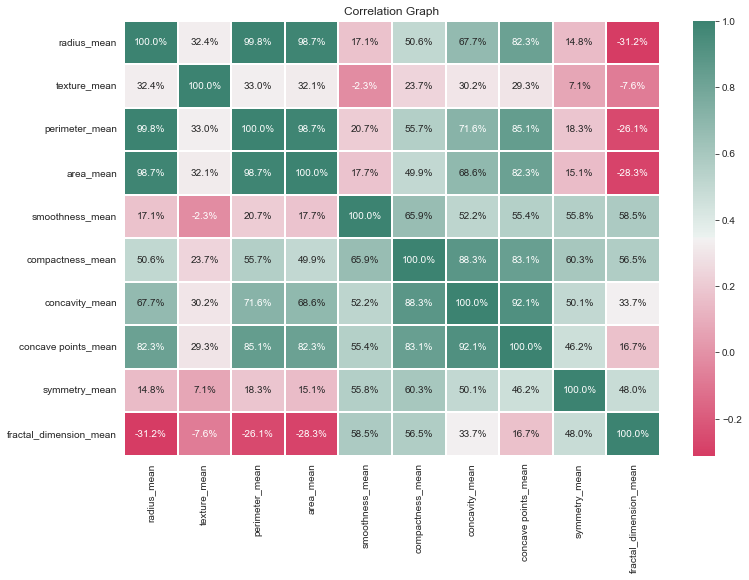 Correlation Graph
radius_mean 100.0% 32.4% 99.8% 98.7% 17.1% 50.6% 67.7% 82.3% 14.8% -31.2%
texture_mean 32.4% 100.0% 33.0% 32.1% -2.3% 23.7% 30.2% 29.3% 7.1% -7.6%
perimeter_mean 99.8% 33.0% 100.0% 98.7% 20.7% 55.7% 71.6% 85.1% 18.3% -26.1%
area_mean 98.7% 32.1% 98.7% 100.0% 17.7% 49.9% 68.6% 82.3% 15.1% -28.3%
smoothness_mean 17.1% -2.3% 20.7% 17.7% 100.0% 65.9% 52.2% 55.4% 55.8% 58.5%
compactness_mean 50.6% 23.7% 55.7% 49.9% 65.9% 100.0% 88.3% 83.1% 60.3% 56.5%
concavity_mean 67.7% 30.2% 71.6% 68.6% 52.2% 88.3% 100.0% 92.1% 50.1% 33.7%
concave points_mean 82.3% 29.3% 85.1% 82.3% 55.4% 83.1% 92.1% 100.0% 46.2% 16.7%
symmetry_mean 14.8% 7.1% 18.3% 15.1% 55.8% 60.3% 50.1% 46.2% 100.0% 48.0%
fractal_dimension_mean -31.2% -7.6% -26.1% -28.3% 58.5% 56.5% 33.7% 16.7% 48.0% 100.0%
radius_mean
texture_mean
perimeter_mean
area_mean
smoothness_mean
compactness_mean
concavity_mean
concave points_mean
symmetry_mean
fractal_dimension_mean
1.0
0.8
0.6
0.4
0.2
0.0
−0.2